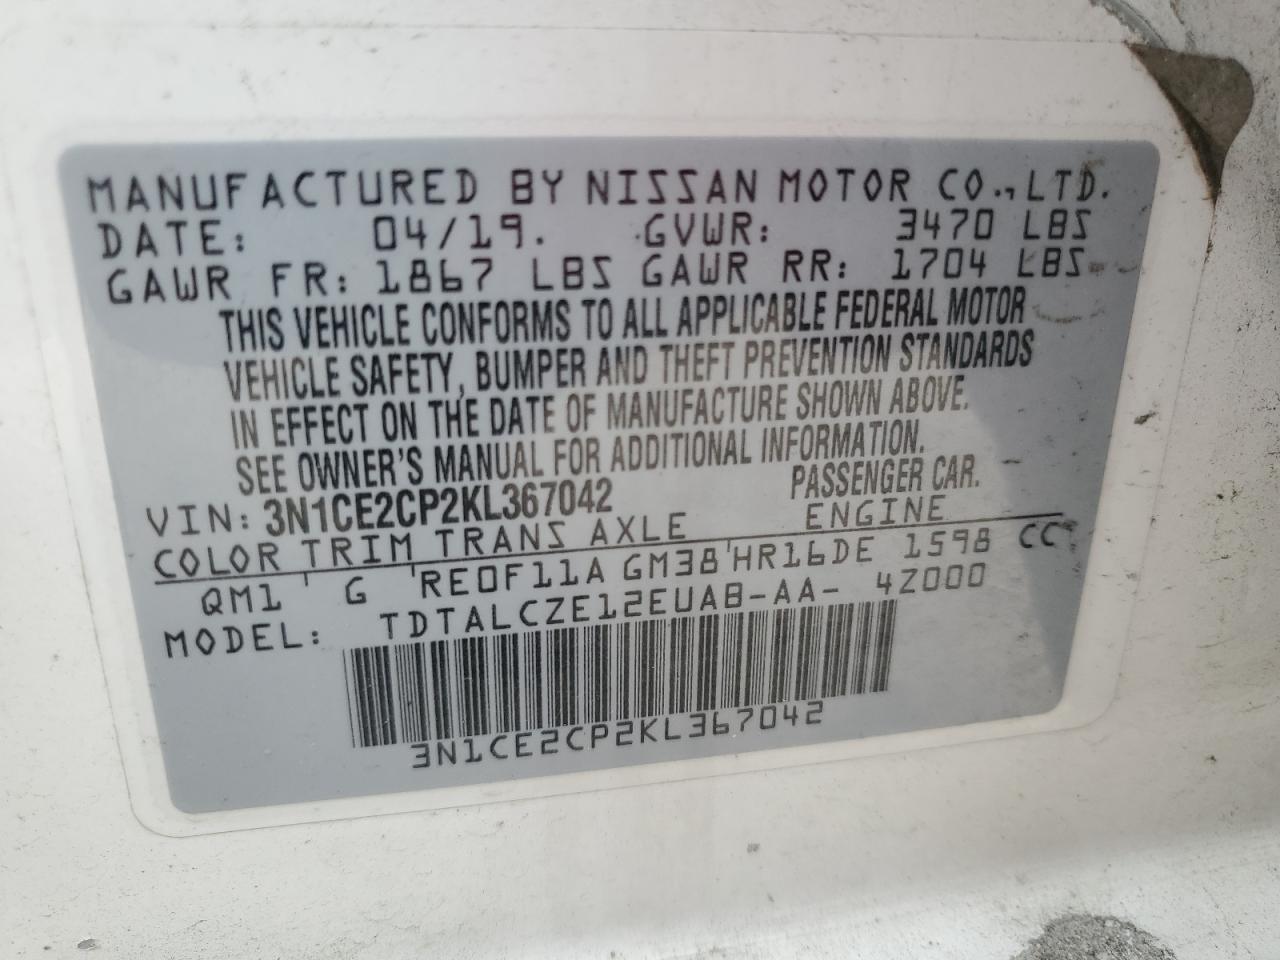 MANUFACTURED BY NISSAN MOTOR CO.,LTD.
DATE: 04/19. GVWR: 3470 LBS
GAWR FR: 1867 LBS GAWR RR: 1704 LBS
THIS VEHICLE CONFORMS TO ALL APPLICABLE FEDERAL MOTOR
VEHICLE SAFETY, BUMPER AND THEFT PREVENTION STANDARDS
IN EFFECT ON THE DATE OF MANUFACTURE SHOWN ABOVE.
SEE OWNER'S MANUAL FOR ADDITIONAL INFORMATION.
VIN: 3N1CE2CP2KL367042 PASSENGER CAR.
COLOR TRIM TRANS AXLE ENGINE
QM1 G RE0F11A GM38 HR16DE 1598 CC
MODEL: TDTALCZE12EUAB-AA- 4Z000
3N1CE2CP2KL367042